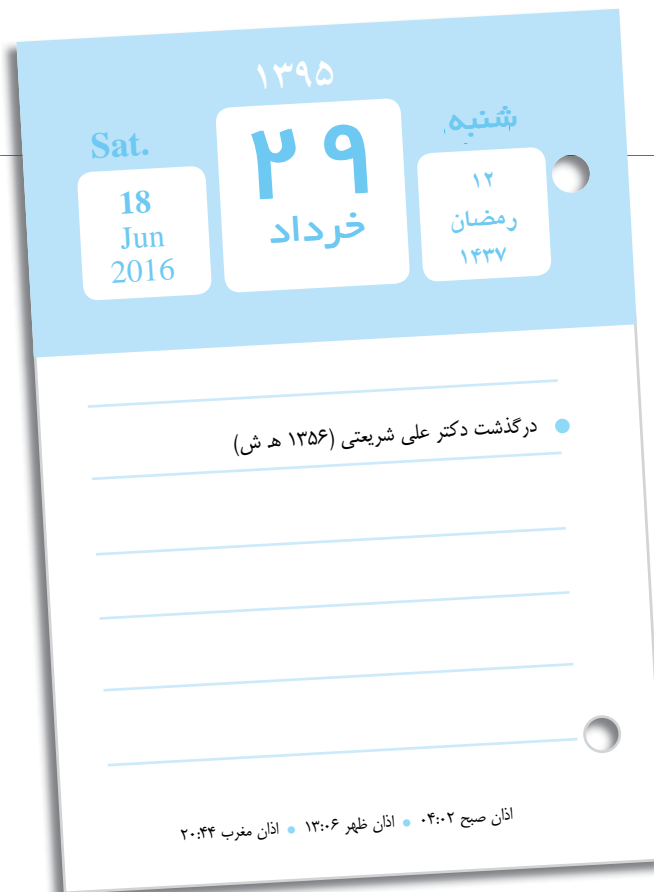 ۱۳۹۵
شنبه
۱۲
رمضان
۱۴۳۷
۲۹
خرداد
Sat.
18
Jun
2016
درگذشت دکتر علی شریعتی (۱۳۵۶ ه ش)
اذان صبح ۰۴:۰۲ • اذان ظهر ۱۳:۰۶ • اذان مغرب ۲۰:۴۴